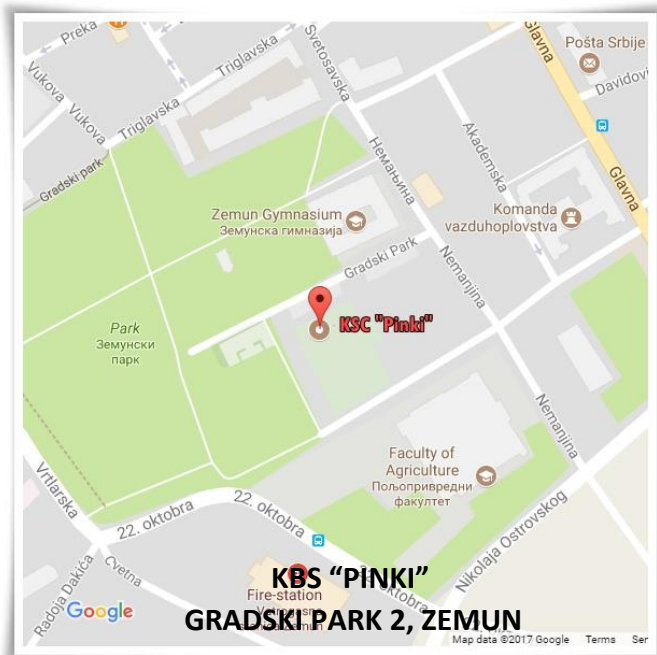 Preka
Pošta Srbije
Davidovi
Vukova
Vukova
Triglavska
Triglavska
Svetosavska
Glavna
Glavna
Немањина
Akademska
Gradski park
Zemun Gymnasium
Земунска гимназија
Komanda
vazduhoplovstva
Gradski Park
Nemanjina
KSC "Pinki"
Park
Земунски
парк
Nemanjina
Faculty of
Agriculture
Пољопривредни
факултет
Vrtlarska
22. oktobra
22. oktobra
Nikolaja Ostrovskog
Radoja Dakića
Cvetna
KBS “PINKI”
Fire-station
GRADSKI PARK 2, ZEMUN
Google
Map data ©2017 Google Terms Ser